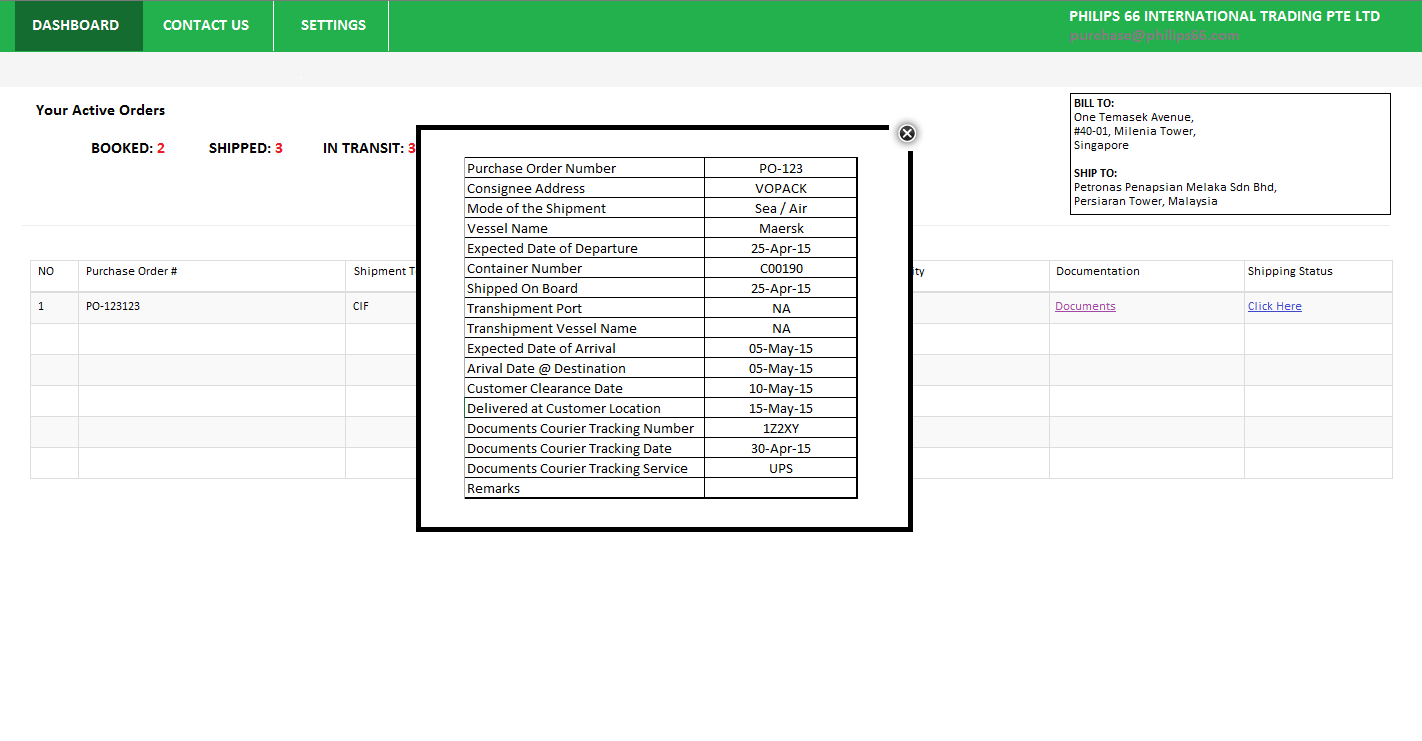 DASHBOARD CONTACT US SETTINGS
PHILIPS 66 INTERNATIONAL TRADING PTE LTD
purchase@philips66.com
Your Active Orders
BOOKED: 2 SHIPPED: 3 IN TRANSIT: 3
BILL TO:
One Temasek Avenue,
#40-01, Milenia Tower,
Singapore
SHIP TO:
Petronas Penapsian Melaka Sdn Bhd,
Persiaran Tower, Malaysia
NO Purchase Order # Shipment T ity Documentation Shipping Status
1 PO-123123 CIF Documents Click Here
Purchase Order Number PO-123
Consignee Address VOPACK
Mode of the Shipment Sea / Air
Vessel Name Maersk
Expected Date of Departure 25-Apr-15
Container Number C00190
Shipped On Board 25-Apr-15
Transhipment Port NA
Transhipment Vessel Name NA
Expected Date of Arrival 05-May-15
Arival Date @ Destination 05-May-15
Customer Clearance Date 10-May-15
Delivered at Customer Location 15-May-15
Documents Courier Tracking Number 1Z2XY
Documents Courier Tracking Date 30-Apr-15
Documents Courier Tracking Service UPS
Remarks